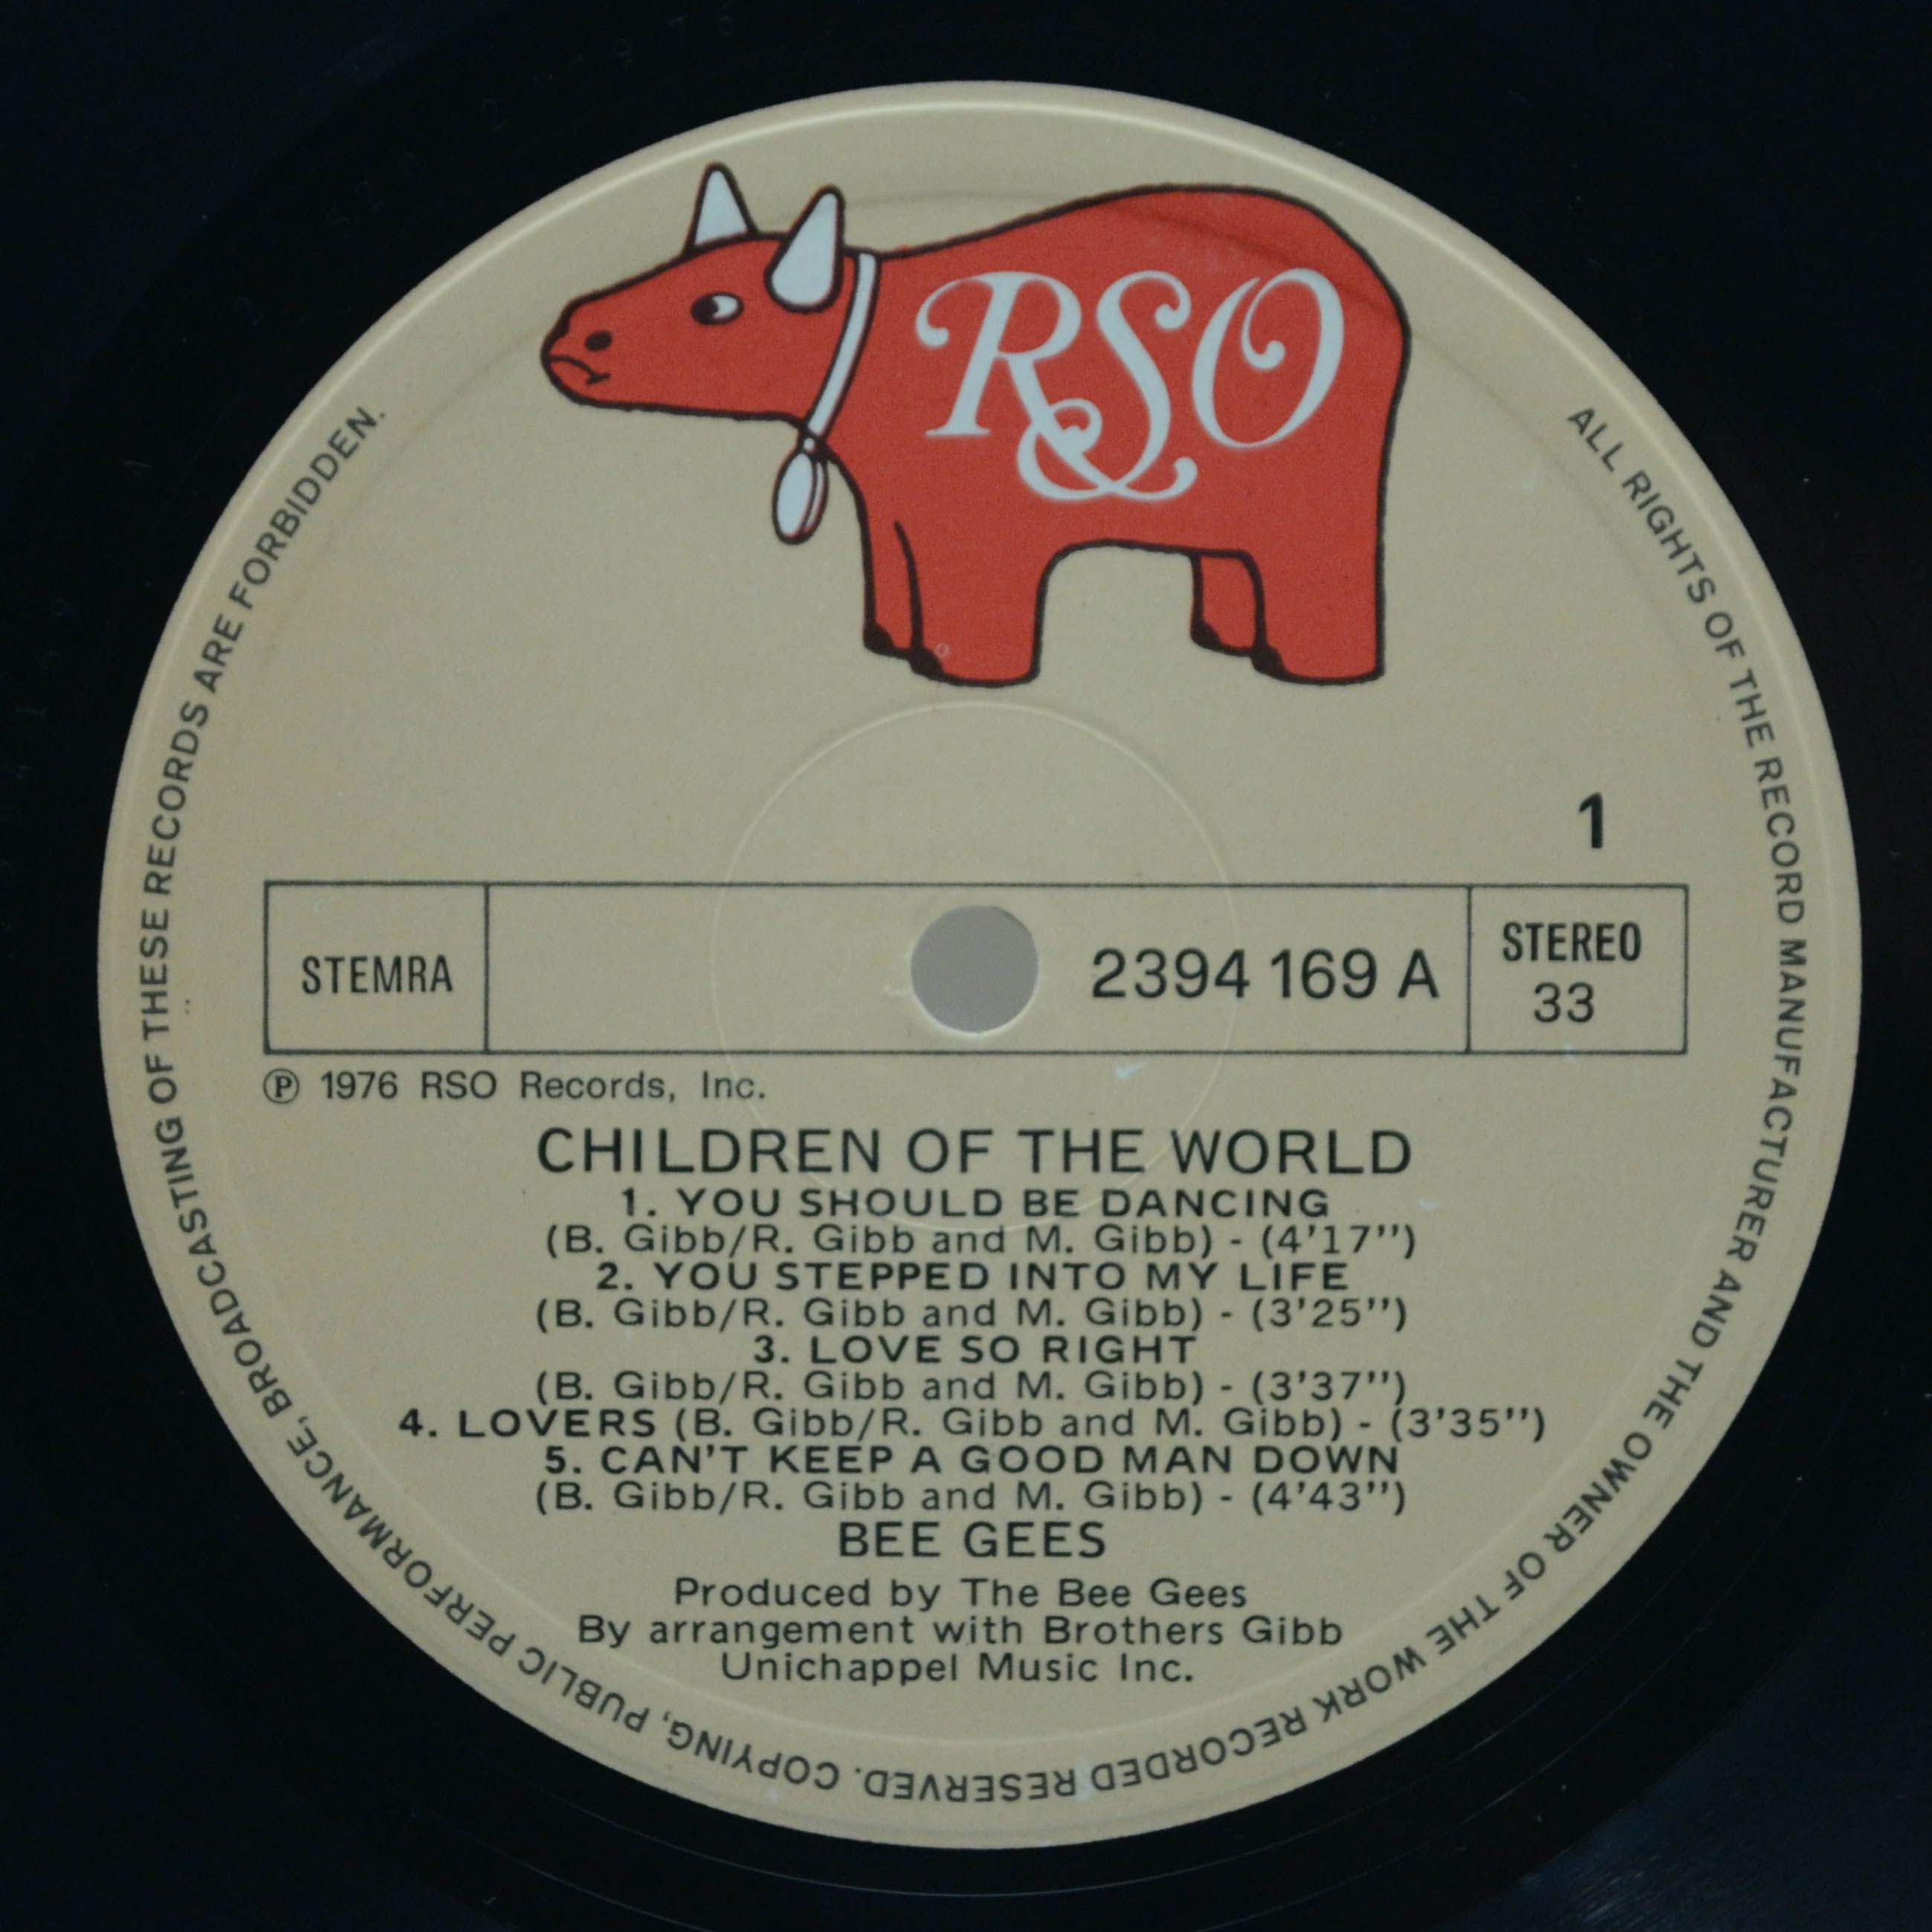 RSO
1
STEMRA
2394 169 A
STEREO
33
Ⓟ 1976 RSO Records, Inc.
CHILDREN OF THE WORLD
1. YOU SHOULD BE DANCING
(B. Gibb/R. Gibb and M. Gibb) - (4'17'')
2. YOU STEPPED INTO MY LIFE
(B. Gibb/R. Gibb and M. Gibb) - (3'25'')
3. LOVE SO RIGHT
(B. Gibb/R. Gibb and M. Gibb) - (3'37'')
4. LOVERS (B. Gibb/R. Gibb and M. Gibb) - (3'35'')
5. CAN'T KEEP A GOOD MAN DOWN
(B. Gibb/R. Gibb and M. Gibb) - (4'43'')
BEE GEES
Produced by The Bee Gees
By arrangement with Brothers Gibb
Unichappel Music Inc.
ALL RIGHTS OF THE RECORD MANUFACTURER AND THE OWNER OF THE WORK RECORDED RESERVED. COPYING, PUBLIC PERFORMANCE, BROADCASTING OF THESE RECORDS ARE FORBIDDEN.